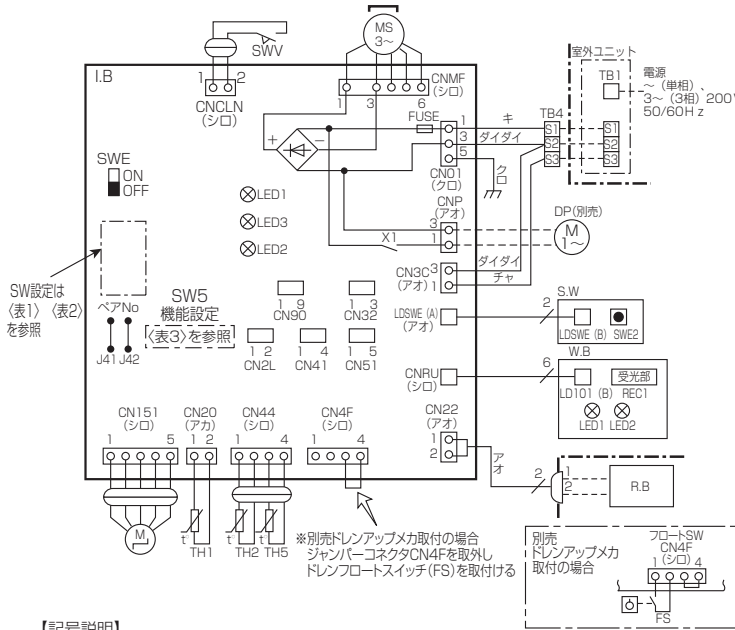 MS
3～
SWV
I.B
1 2
CNCLN
(シロ)
1 3 6
CNMF
(シロ)
FUSE
1
3
5
CN01
(クロ)
キ
ダイダイ
クロ
TB4
S1
S2
S3
室外ユニット
TB1
S1
S2
S3
電源
～（単相）、
3～（3相）200V
50/60Hz
SWE
ON
OFF
LED1
LED3
LED2
X1
CNP
(アオ)
3
1
DP(別売)
M
1～
ダイダイ
チャ
CN3C
(アオ)
3
1
SW設定は
〈表1〉〈表2〉
を参照
ペアNo
J41 J42
SW5
機能設定
〈表3〉を参照
1 9
CN90
1 3
CN32
1 2
CN2L
1 4
CN41
1 5
CN51
LDSWE (A)
(アオ)
2
S.W
LDSWE (B) SWE2
CNRU
(シロ)
6
W.B
LD101 (B)
受光部
REC1
LED1 LED2
CN151
(シロ)
1 5
CN20
(アカ)
1 2
CN44
(シロ)
1 4
CN4F
(シロ)
1 4
CN22
(アオ)
1
2
アオ
2
1
2
R.B
M
t°
TH1
t°
TH2
t°
TH5
※別売ドレンアップメカ取付の場合
ジャンパーコネクタCN4Fを取外し
ドレンフロートスイッチ(FS)を取付ける
別売
ドレンアップメカ
取付の場合
フロートSW
CN4F
(シロ)
1 4
FS
【記号説明】